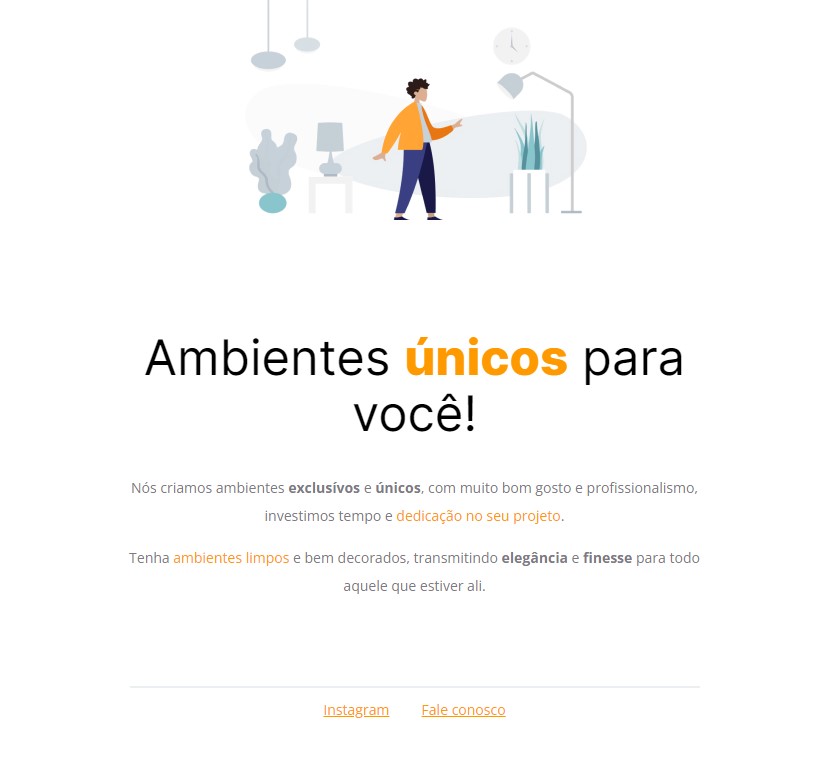 Ambientes únicos para
você!
Nós criamos ambientes exclusívos e únicos, com muito bom gosto e profissionalismo,
investimos tempo e dedicação no seu projeto.
Tenha ambientes limpos e bem decorados, transmitindo elegância e finesse para todo
aquele que estiver ali.
Instagram Fale conosco